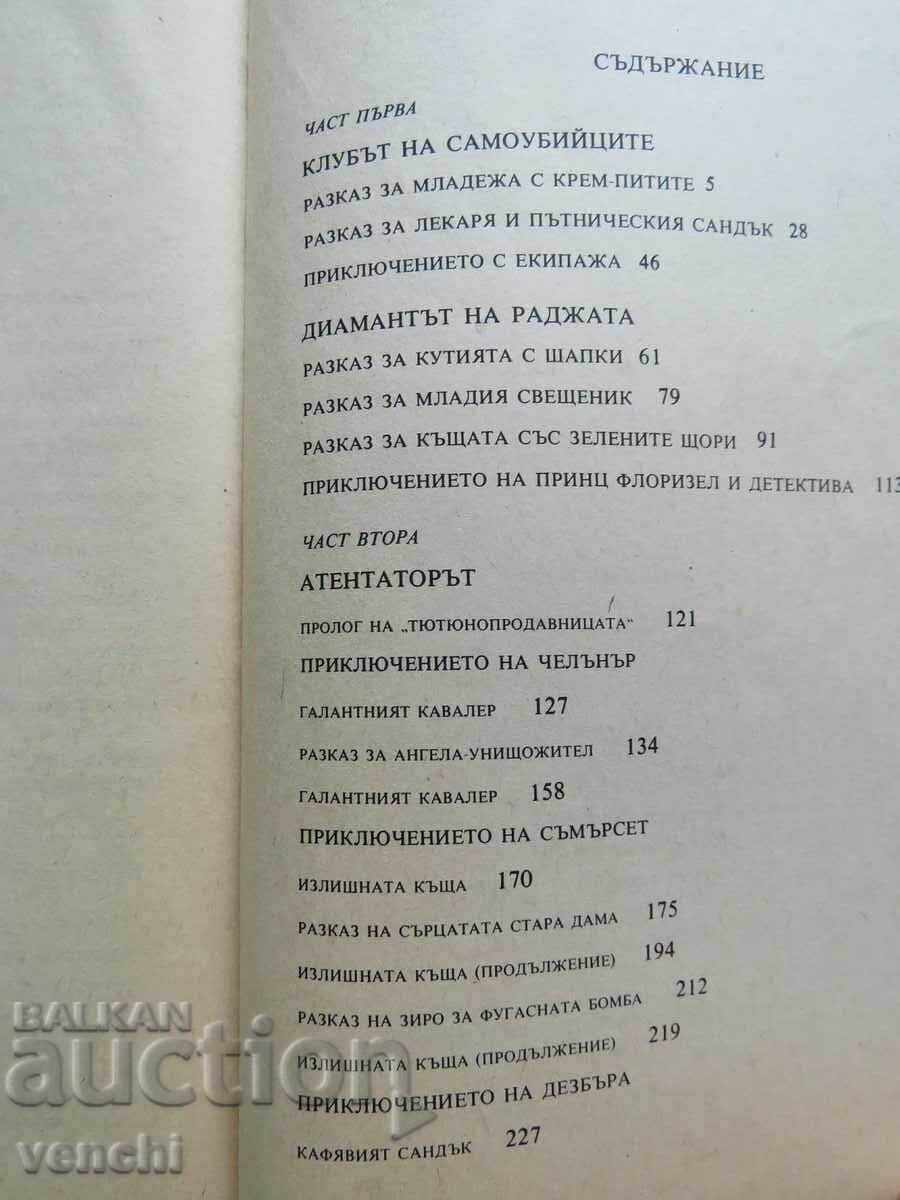 СЪДЪРЖАНИЕ
ЧАСТ ПЪРВА
КЛУБЪТ НА САМОУБИЙЦИТЕ
РАЗКАЗ ЗА МЛАДЕЖА С КРЕМ-ПИТИТЕ 5
РАЗКАЗ ЗА ЛЕКАРЯ И ПЪТНИЧЕСКИЯ САНДЪК 28
ПРИКЛЮЧЕНИЕТО С ЕКИПАЖА 46
ДИАМАНТЪТ НА РАДЖАТА
РАЗКАЗ ЗА КУТИЯТА С ШАПКИ 61
РАЗКАЗ ЗА МЛАДИЯ СВЕЩЕНИК 79
РАЗКАЗ ЗА КЪЩАТА СЪС ЗЕЛЕНИТЕ ЩОРИ 91
ПРИКЛЮЧЕНИЕТО НА ПРИНЦ ФЛОРИЗЕЛ И ДЕТЕКТИВА 113
ЧАСТ ВТОРА
АТЕНТАТОРЪТ
ПРОЛОГ НА „ТЮТЮНОПРОДАВНИЦАТА" 121
ПРИКЛЮЧЕНИЕТО НА ЧЕЛЪНЪР
ГАЛАНТНИЯТ КАВАЛЕР 127
РАЗКАЗ ЗА АНГЕЛА-УНИЩОЖИТЕЛ 134
ГАЛАНТНИЯТ КАВАЛЕР 158
ПРИКЛЮЧЕНИЕТО НА СЪМЪРСЕТ
ИЗЛИШНАТА КЪЩА 170
РАЗКАЗ НА СЪРЦАТАТА СТАРА ДАМА 175
ИЗЛИШНАТА КЪЩА (ПРОДЪЛЖЕНИЕ) 194
РАЗКАЗ НА ЗИРО ЗА ФУГАСНАТА БОМБА 212
ИЗЛИШНАТА КЪЩА (ПРОДЪЛЖЕНИЕ) 219
ПРИКЛЮЧЕНИЕТО НА ДЕЗБЪРА
КАФЯВИЯТ САНДЪК 227
BALKAN
auction
venchi